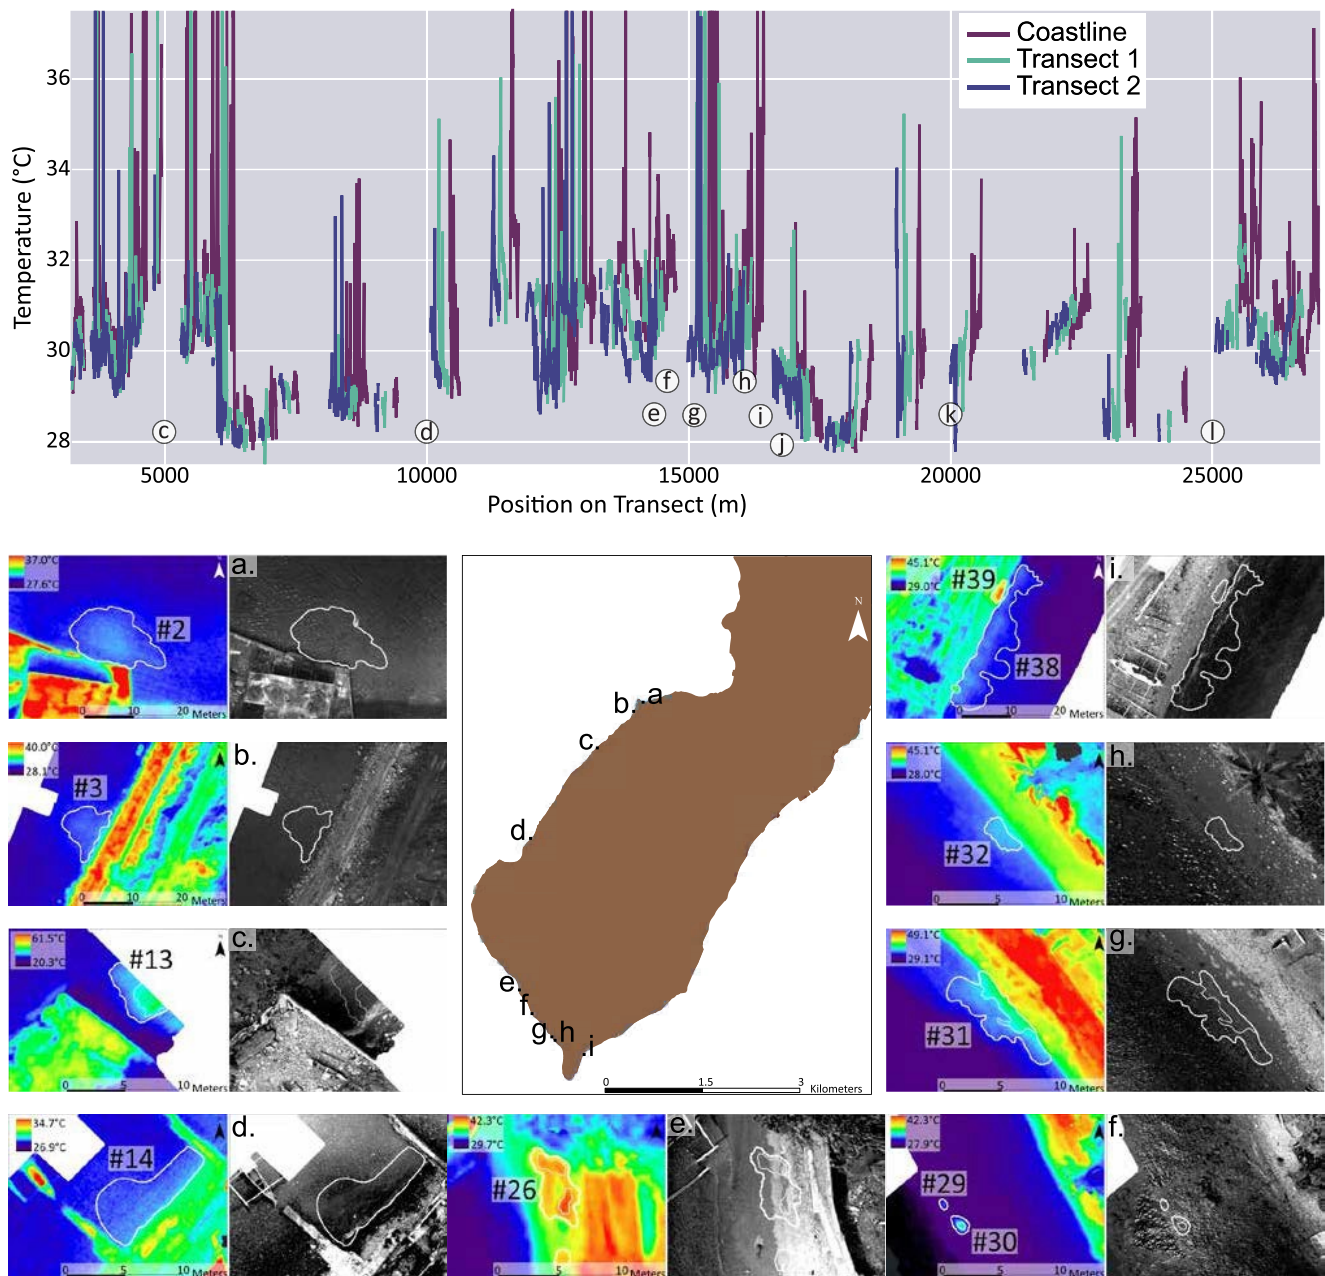 Coastline
Transect 1
Transect 2
36
34
32
30
28
Temperature (°C)
c d e f g h i j k l
5000 10000 15000 20000 25000
Position on Transect (m)
37.0°C
27.6°C
N
a.
#2
0 10 20
Meters
40.0°C
28.1°C
b.
#3
0 10 20
Meters
61.5°C
20.3°C
c.
#13
0 5 10
Meters
34.7°C
26.9°C
d.
#14
0 5 10
Meters
N
a
b.
c.
d.
e.
f.
g.
h
.i
0 1.5 3
Kilometers
42.3°C
29.7°C
e.
#26
0 5 10
Meters
45.1°C
29.0°C
N
i.
#39
#38
0 10 20
Meters
45.1°C
28.0°C
h.
#32
0 5 10
Meters
49.1°C
29.1°C
g.
#31
0 5 10
Meters
42.3°C
27.9°C
f.
#29
#30
0 5 10
Meters